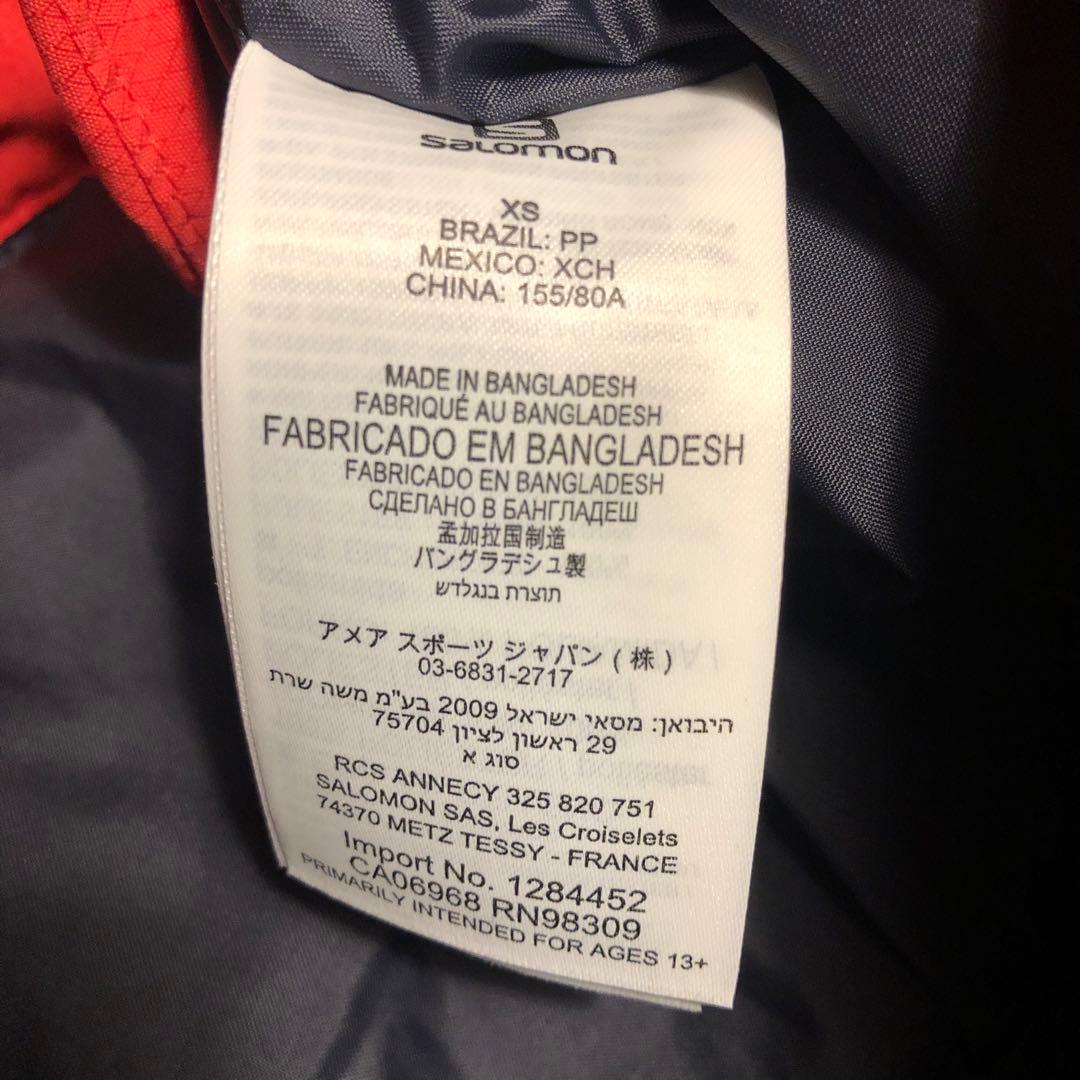 salomon
XS
BRAZIL: PP
MEXICO: XCH
CHINA: 155/80A
MADE IN BANGLADESH
FABRIQUÉ AU BANGLADESH
FABRICADO EM BANGLADESH
FABRICADO EN BANGLADESH
СДЕЛАНО В БАНГЛАДЕШ
孟加拉国制造
バングラデシュ製
תוצרת בנגלדש
アメア スポーツ ジャパン (株)
03-6831-2717
היבואן: מסאי ישראל 2009 בע"מ משה שרת
29 ראשון לציון 75704
סוג א
RCS ANNECY 325 820 751
SALOMON SAS, Les Croiselets
74370 METZ TESSY - FRANCE
Import No. 1284452
CA06968 RN98309
PRIMARILY INTENDED FOR AGES 13+